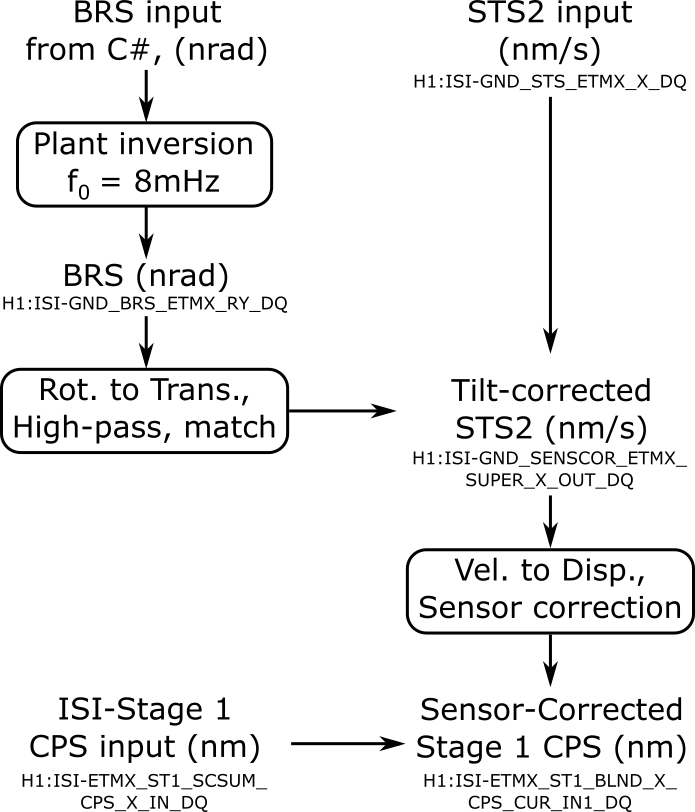 BRS input
from C#, (nrad)
STS2 input
(nm/s)
H1:ISI-GND_STS_ETMX_X_DQ
Plant inversion
f0 = 8mHz
BRS (nrad)
H1:ISI-GND_BRS_ETMX_RY_DQ
Rot. to Trans.,
High-pass, match
Tilt-corrected
STS2 (nm/s)
H1:ISI-GND_SENSCOR_ETMX_
SUPER_X_OUT_DQ
Vel. to Disp.,
Sensor correction
ISI-Stage 1
CPS input (nm)
H1:ISI-ETMX_ST1_SCSUM_
CPS_X_IN_DQ
Sensor-Corrected
Stage 1 CPS (nm)
H1:ISI-ETMX_ST1_BLND_X_
CPS_CUR_IN1_DQ